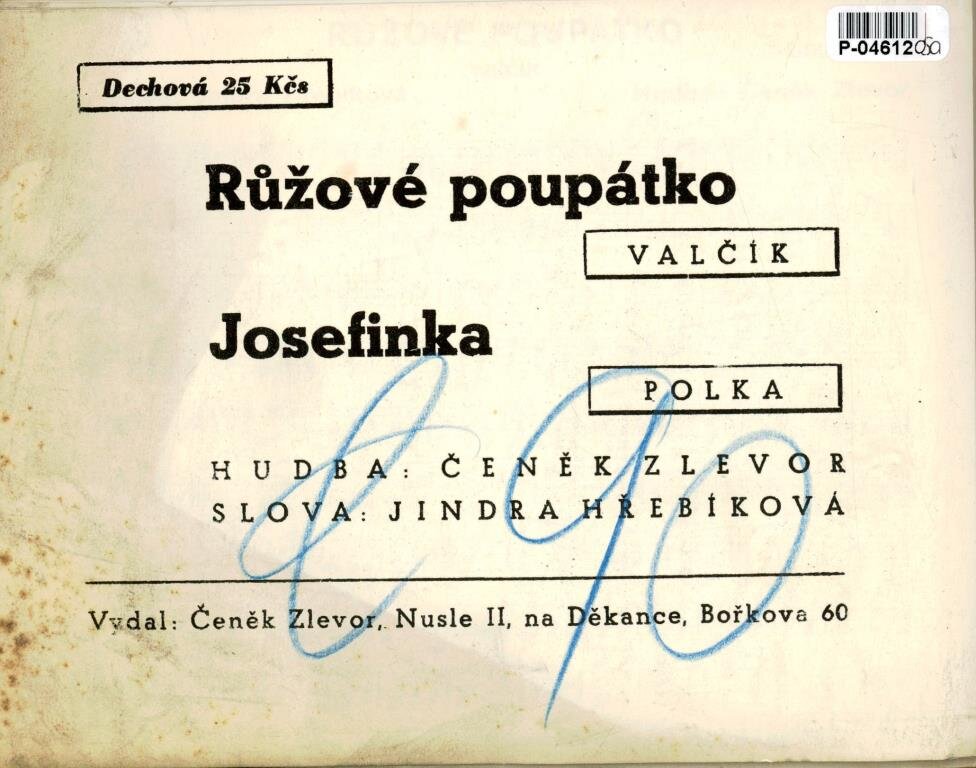 P-04612
Dechová 25 Kčs
Růžové poupátko
VALČÍK
Josefinka
POLKA
HUDBA: ČENĚK ZLEVOR
SLOVA: JINDRA HŘEBÍKOVÁ
Vydal: Čeněk Zlevor, Nusle II, na Děkance, Bořkova 60
90